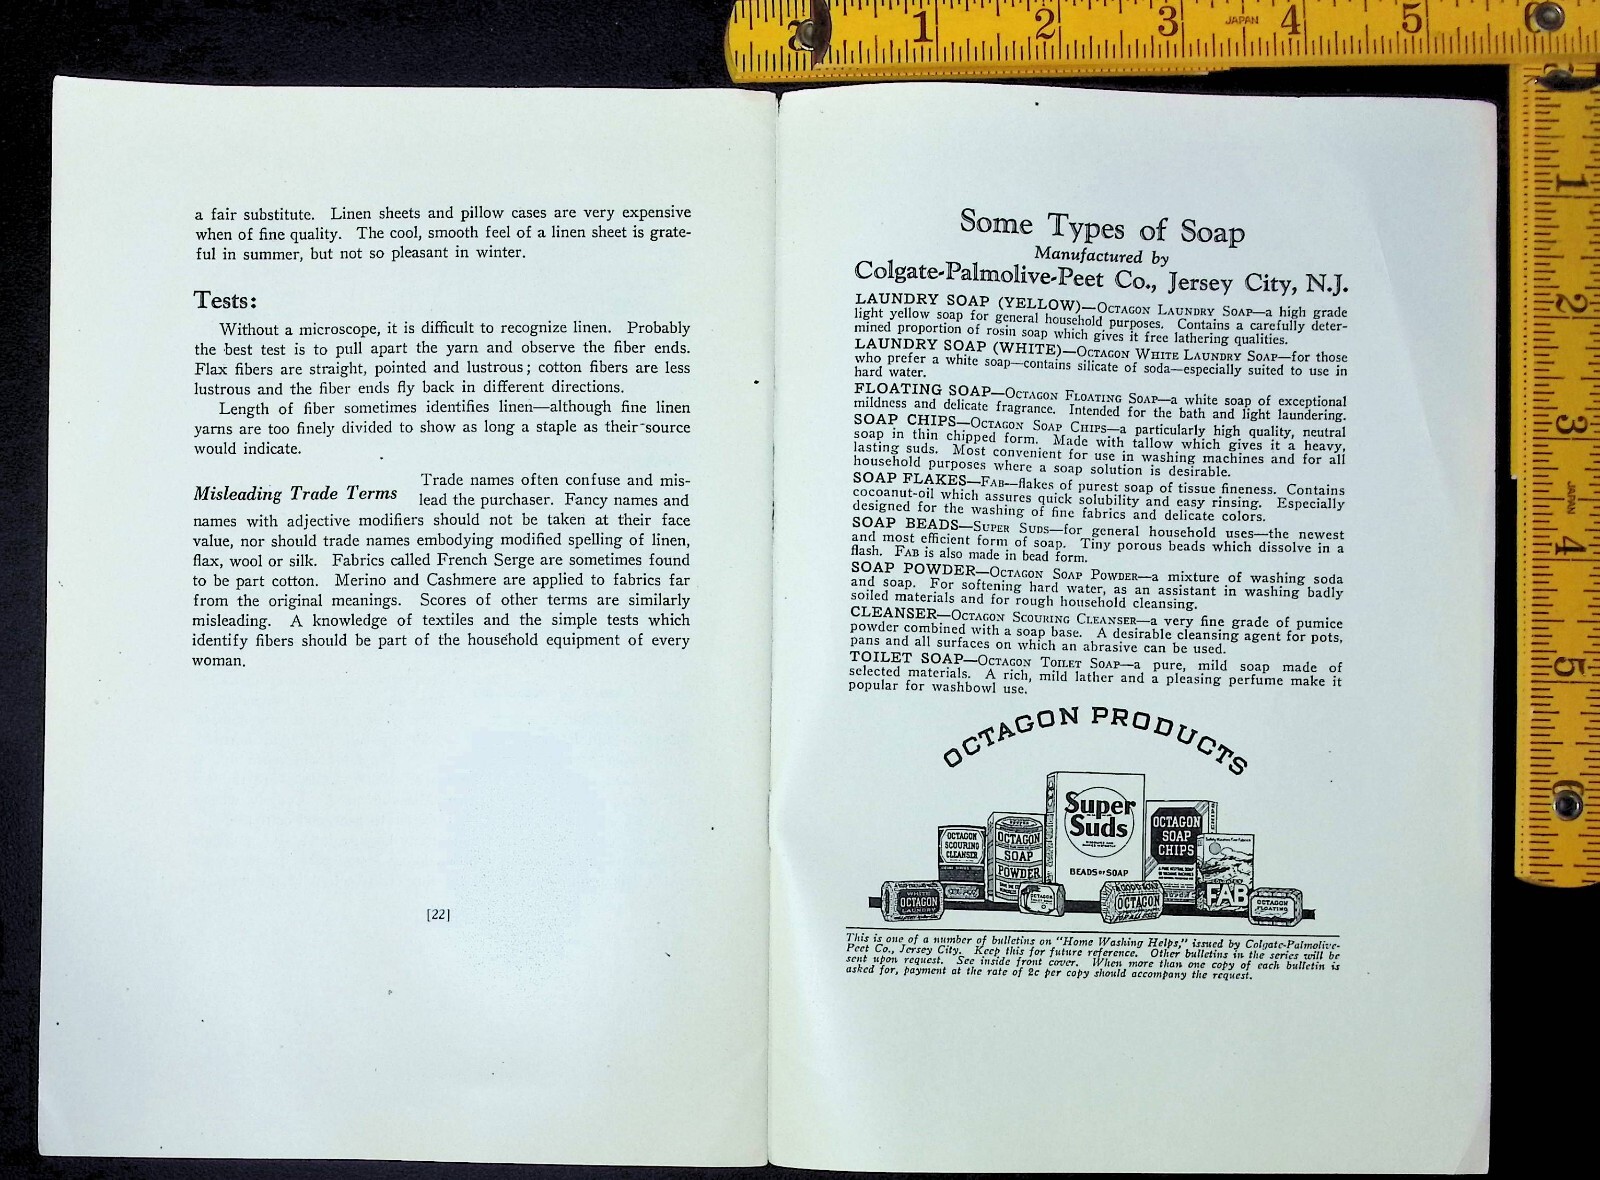 a fair substitute. Linen sheets and pillow cases are very expensive
when of fine quality. The cool, smooth feel of a linen sheet is grate-
ful in summer, but not so pleasant in winter.
Tests:
Without a microscope, it is difficult to recognize linen. Probably
the best test is to pull apart the yarn and observe the fiber ends.
Flax fibers are straight, pointed and lustrous; cotton fibers are less
lustrous and the fiber ends fly back in different directions.
Length of fiber sometimes identifies linen—although fine linen
yarns are too finely divided to show as long a staple as their source
would indicate.
Misleading Trade Terms
Trade names often confuse and mis-
lead the purchaser. Fancy names and
names with adjective modifiers should not be taken at their face
value, nor should trade names embodying modified spelling of linen,
flax, wool or silk. Fabrics called French Serge are sometimes found
to be part cotton. Merino and Cashmere are applied to fabrics far
from the original meanings. Scores of other terms are similarly
misleading. A knowledge of textiles and the simple tests which
identify fibers should be part of the household equipment of every
woman.
[22]
Some Types of Soap
Manufactured by
Colgate-Palmolive-Peet Co., Jersey City, N.J.
LAUNDRY SOAP (YELLOW)—OCTAGON LAUNDRY SOAP—a high grade
light yellow soap for general household purposes. Contains a carefully deter-
mined proportion of rosin soap which gives it free lathering qualities.
LAUNDRY SOAP (WHITE)—OCTAGON WHITE LAUNDRY SOAP—for those
who prefer a white soap—contains silicate of soda—especially suited to use in
hard water.
FLOATING SOAP—OCTAGON FLOATING SOAP—a white soap of exceptional
mildness and delicate fragrance. Intended for the bath and light laundering.
SOAP CHIPS—OCTAGON SOAP CHIPS—a particularly high quality, neutral
soap in thin chipped form. Made with tallow which gives it a heavy,
lasting suds. Most convenient for use in washing machines and for all
household purposes where a soap solution is desirable.
SOAP FLAKES—FAB—flakes of purest soap of tissue fineness. Contains
cocoanut-oil which assures quick solubility and easy rinsing. Especially
designed for the washing of fine fabrics and delicate colors.
SOAP BEADS—SUPER SUDS—for general household uses—the newest
and most efficient form of soap. Tiny porous beads which dissolve in a
flash. FAB is also made in bead form.
SOAP POWDER—OCTAGON SOAP POWDER—a mixture of washing soda
and soap. For softening hard water, as an assistant in washing badly
soiled materials and for rough household cleansing.
CLEANSER—OCTAGON SCOURING CLEANSER—a very fine grade of pumice
powder combined with a soap base. A desirable cleansing agent for pots,
pans and all surfaces on which an abrasive can be used.
TOILET SOAP—OCTAGON TOILET SOAP—a pure, mild soap made of
selected materials. A rich, mild lather and a pleasing perfume make it
popular for washbowl use.
OCTAGON PRODUCTS
OCTAGON
SCOURING
CLEANSER
OCTAGON
SOAP
POWDER
Super
Suds
BEADS OF SOAP
OCTAGON
SOAP
CHIPS
FAB
WHITE
OCTAGON
LAUNDRY
OCTAGON
OCTAGON
OCTAGON
FLOATING
This is one of a number of bulletins on "Home Washing Helps," issued by Colgate-Palmolive-
Peet Co., Jersey City. Keep this for future reference. Other bulletins in the series will be
sent upon request. See inside front cover. When more than one copy of each bulletin is
asked for, payment at the rate of 2c per copy should accompany the request.
1 2 3 JAPAN 4 5 6
1
2
3
JAPAN
4
5
6